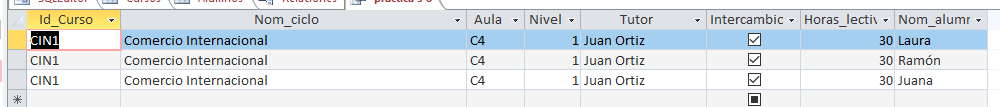 SQLEditor Cursos Alumnos Relaciones
Id_Curso Nom_ciclo Aula Nivel Tutor Intercambic Horas_lectiv Nom_alumr
CIN1 Comercio Internacional C4 1 Juan Ortiz 30 Laura
CIN1 Comercio Internacional C4 1 Juan Ortiz 30 Ramón
CIN1 Comercio Internacional C4 1 Juan Ortiz 30 Juana